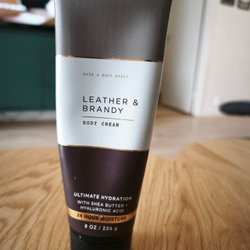 BATH & BODY WORKS
LEATHER &
BRANDY
BODY CREAM
ULTIMATE HYDRATION
WITH SHEA BUTTER +
HYALURONIC ACID
24 HOUR MOISTURE
8 OZ / 226 g